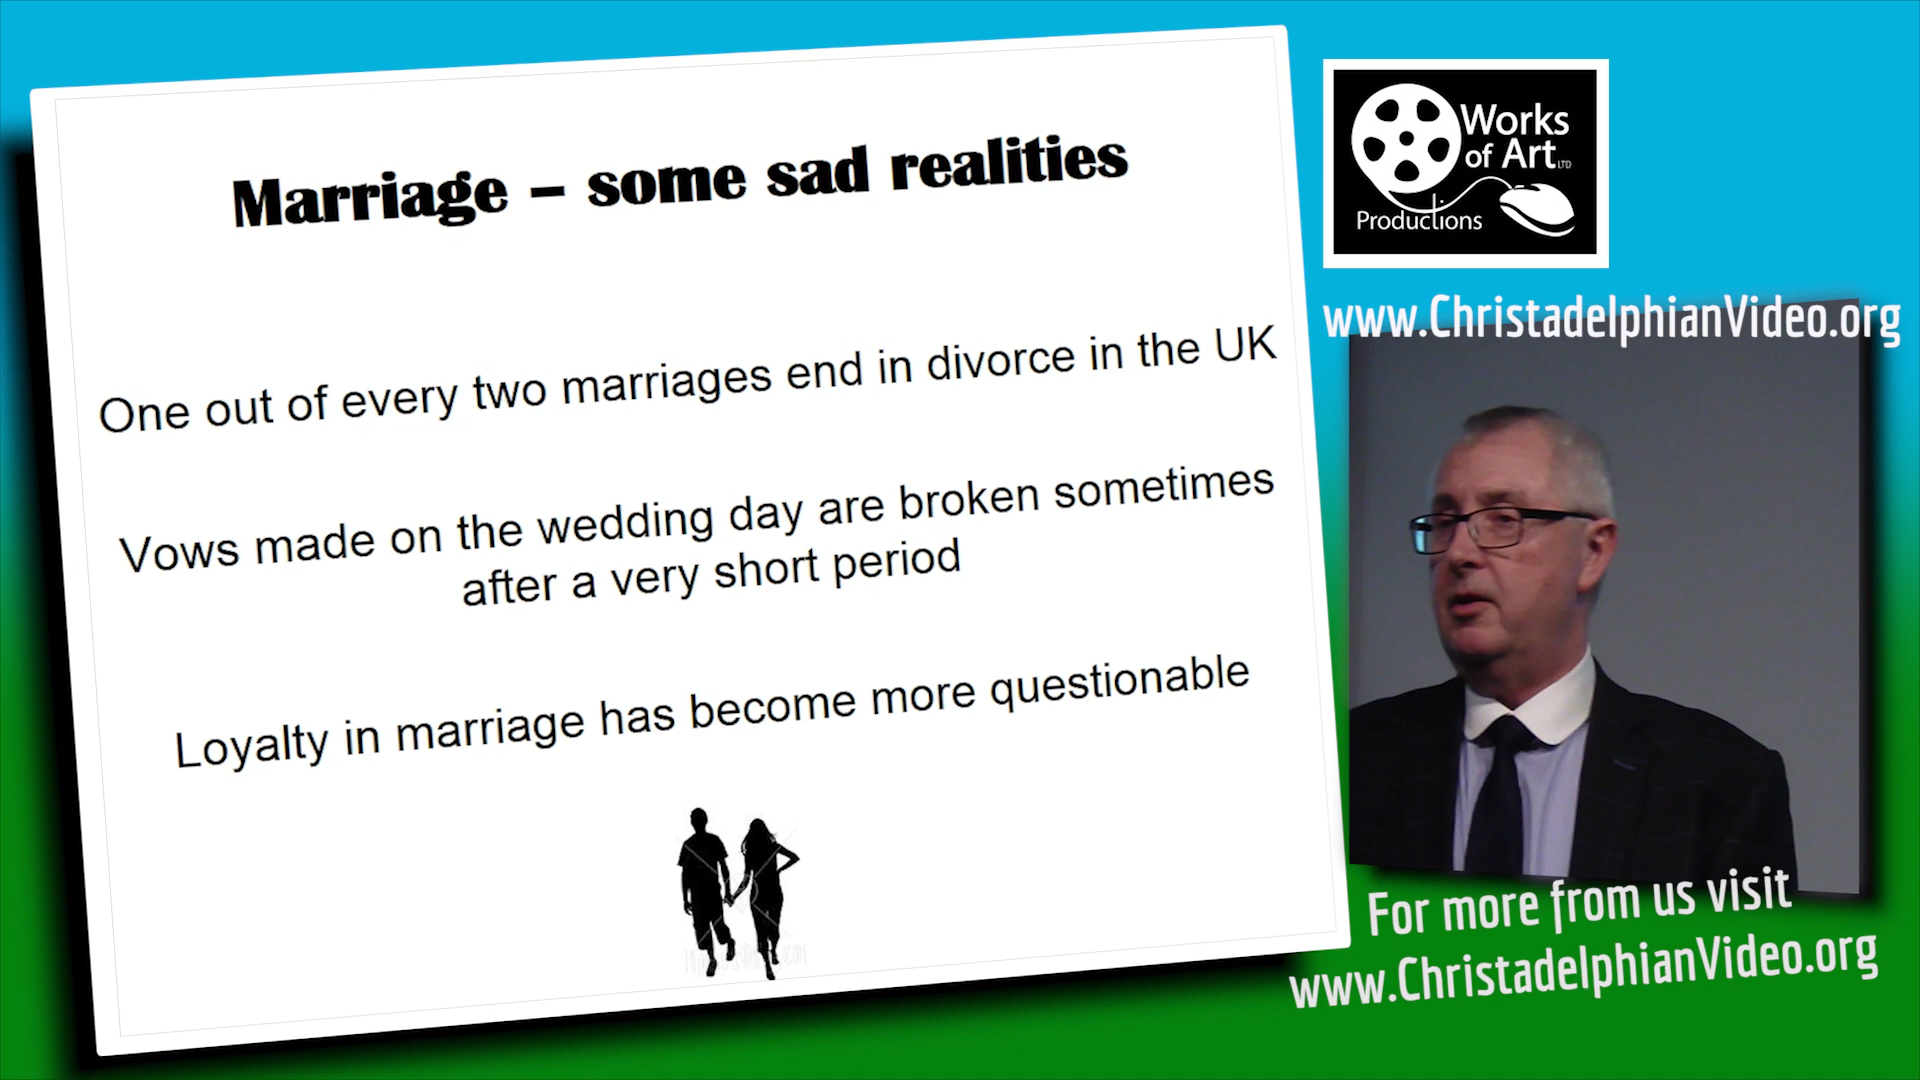 Marriage – some sad realities
One out of every two marriages end in divorce in the UK
Vows made on the wedding day are broken sometimes
after a very short period
Loyalty in marriage has become more questionable
Works
of Art LTD
Productions
www.ChristadelphianVideo.org
For more from us visit
www.ChristadelphianVideo.org